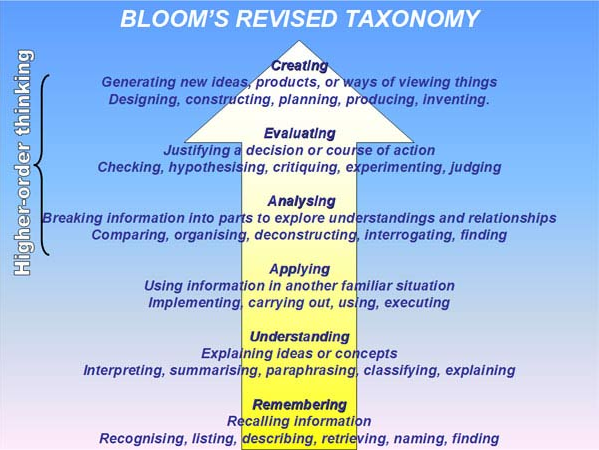 BLOOM'S REVISED TAXONOMY
Higher-order thinking
Creating
Generating new ideas, products, or ways of viewing things
Designing, constructing, planning, producing, inventing.
Evaluating
Justifying a decision or course of action
Checking, hypothesising, critiquing, experimenting, judging
Analysing
Breaking information into parts to explore understandings and relationships
Comparing, organising, deconstructing, interrogating, finding
Applying
Using information in another familiar situation
Implementing, carrying out, using, executing
Understanding
Explaining ideas or concepts
Interpreting, summarising, paraphrasing, classifying, explaining
Remembering
Recalling information
Recognising, listing, describing, retrieving, naming, finding